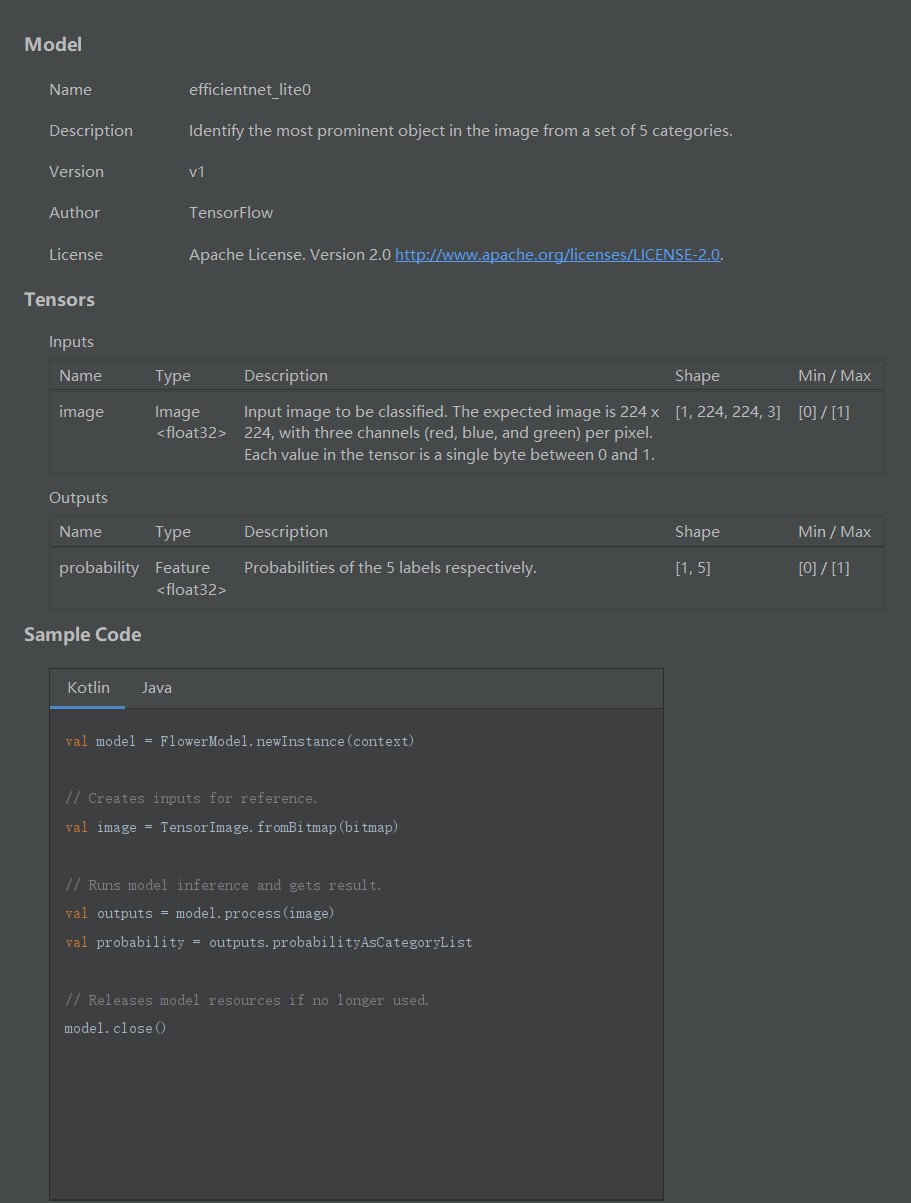 Model
Name efficientnet_lite0
Description Identify the most prominent object in the image from a set of 5 categories.
Version v1
Author TensorFlow
License Apache License. Version 2.0 http://www.apache.org/licenses/LICENSE-2.0.
Tensors
Inputs
Name Type Description Shape Min / Max
image Image Input image to be classified. The expected image is 224 x [1, 224, 224, 3] [0] / [1]
<float32> 224, with three channels (red, blue, and green) per pixel.
Each value in the tensor is a single byte between 0 and 1.
Outputs
Name Type Description Shape Min / Max
probability Feature Probabilities of the 5 labels respectively. [1, 5] [0] / [1]
<float32>
Sample Code
Kotlin Java
val model = FlowerModel.newInstance(context)
// Creates inputs for reference.
val image = TensorImage.fromBitmap(bitmap)
// Runs model inference and gets result.
val outputs = model.process(image)
val probability = outputs.probabilityAsCategoryList
// Releases model resources if no longer used.
model.close()